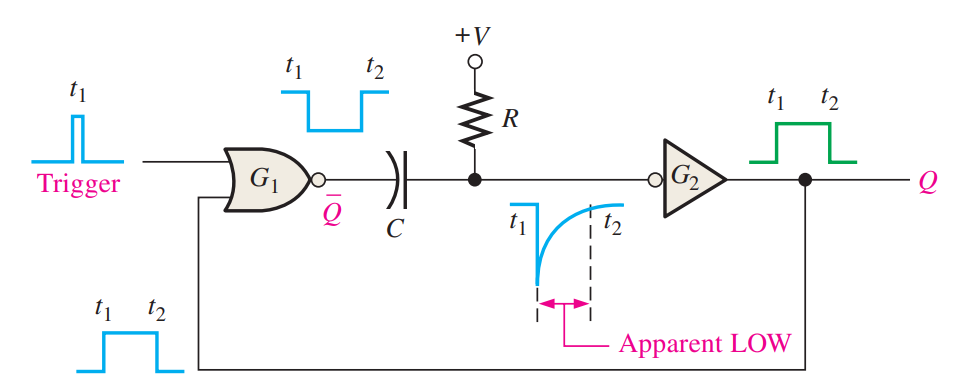 +V
t₁ t₂
t₁
t₁ t₂
R
G₁
G₂
Trigger
Q̅
C
Q
t₁ t₂
t₁ t₂
Apparent LOW